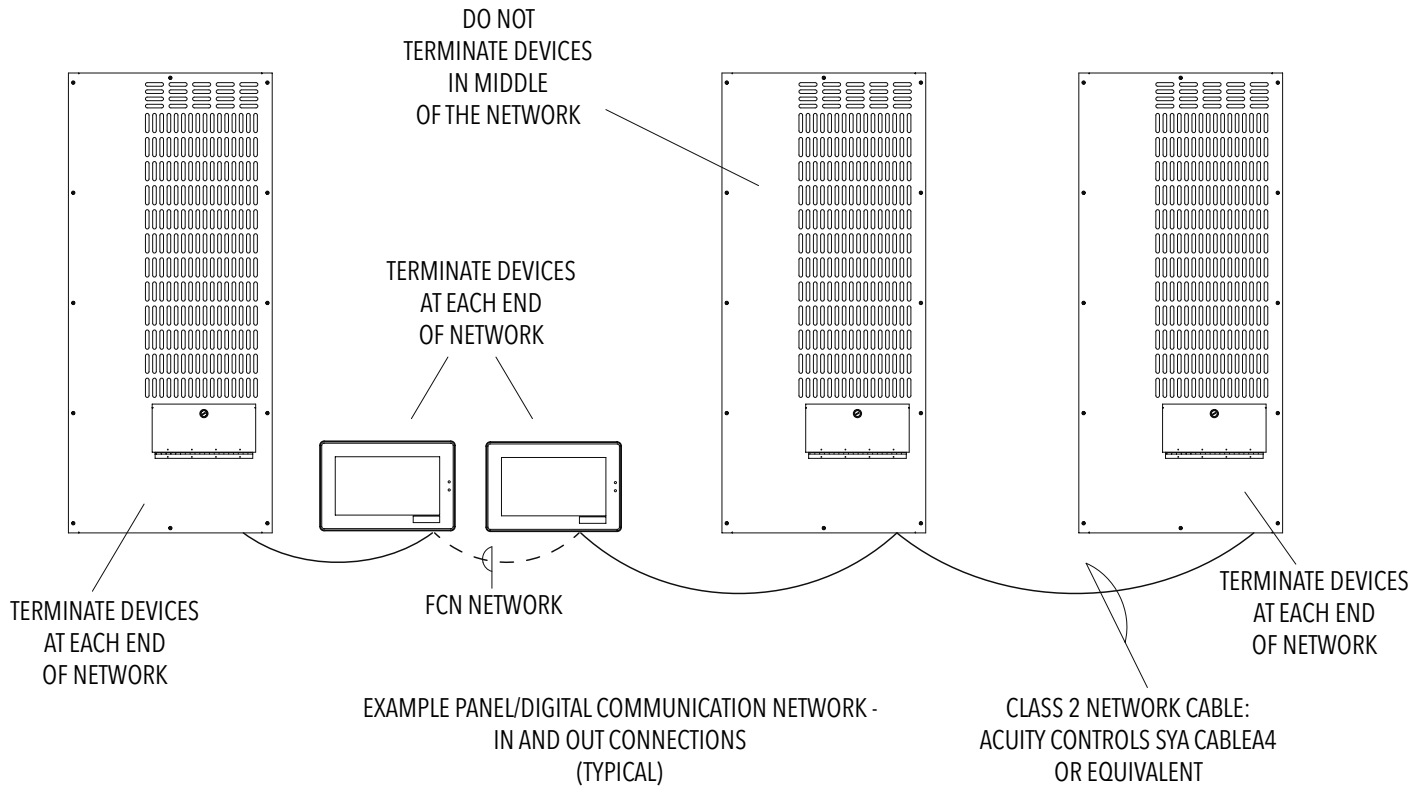 DO NOT
TERMINATE DEVICES
IN MIDDLE
OF THE NETWORK
TERMINATE DEVICES
AT EACH END
OF NETWORK
FCN NETWORK
TERMINATE DEVICES
AT EACH END
OF NETWORK
TERMINATE DEVICES
AT EACH END
OF NETWORK
EXAMPLE PANEL/DIGITAL COMMUNICATION NETWORK -
IN AND OUT CONNECTIONS
(TYPICAL)
CLASS 2 NETWORK CABLE:
ACUITY CONTROLS SYA CABLEA4
OR EQUIVALENT